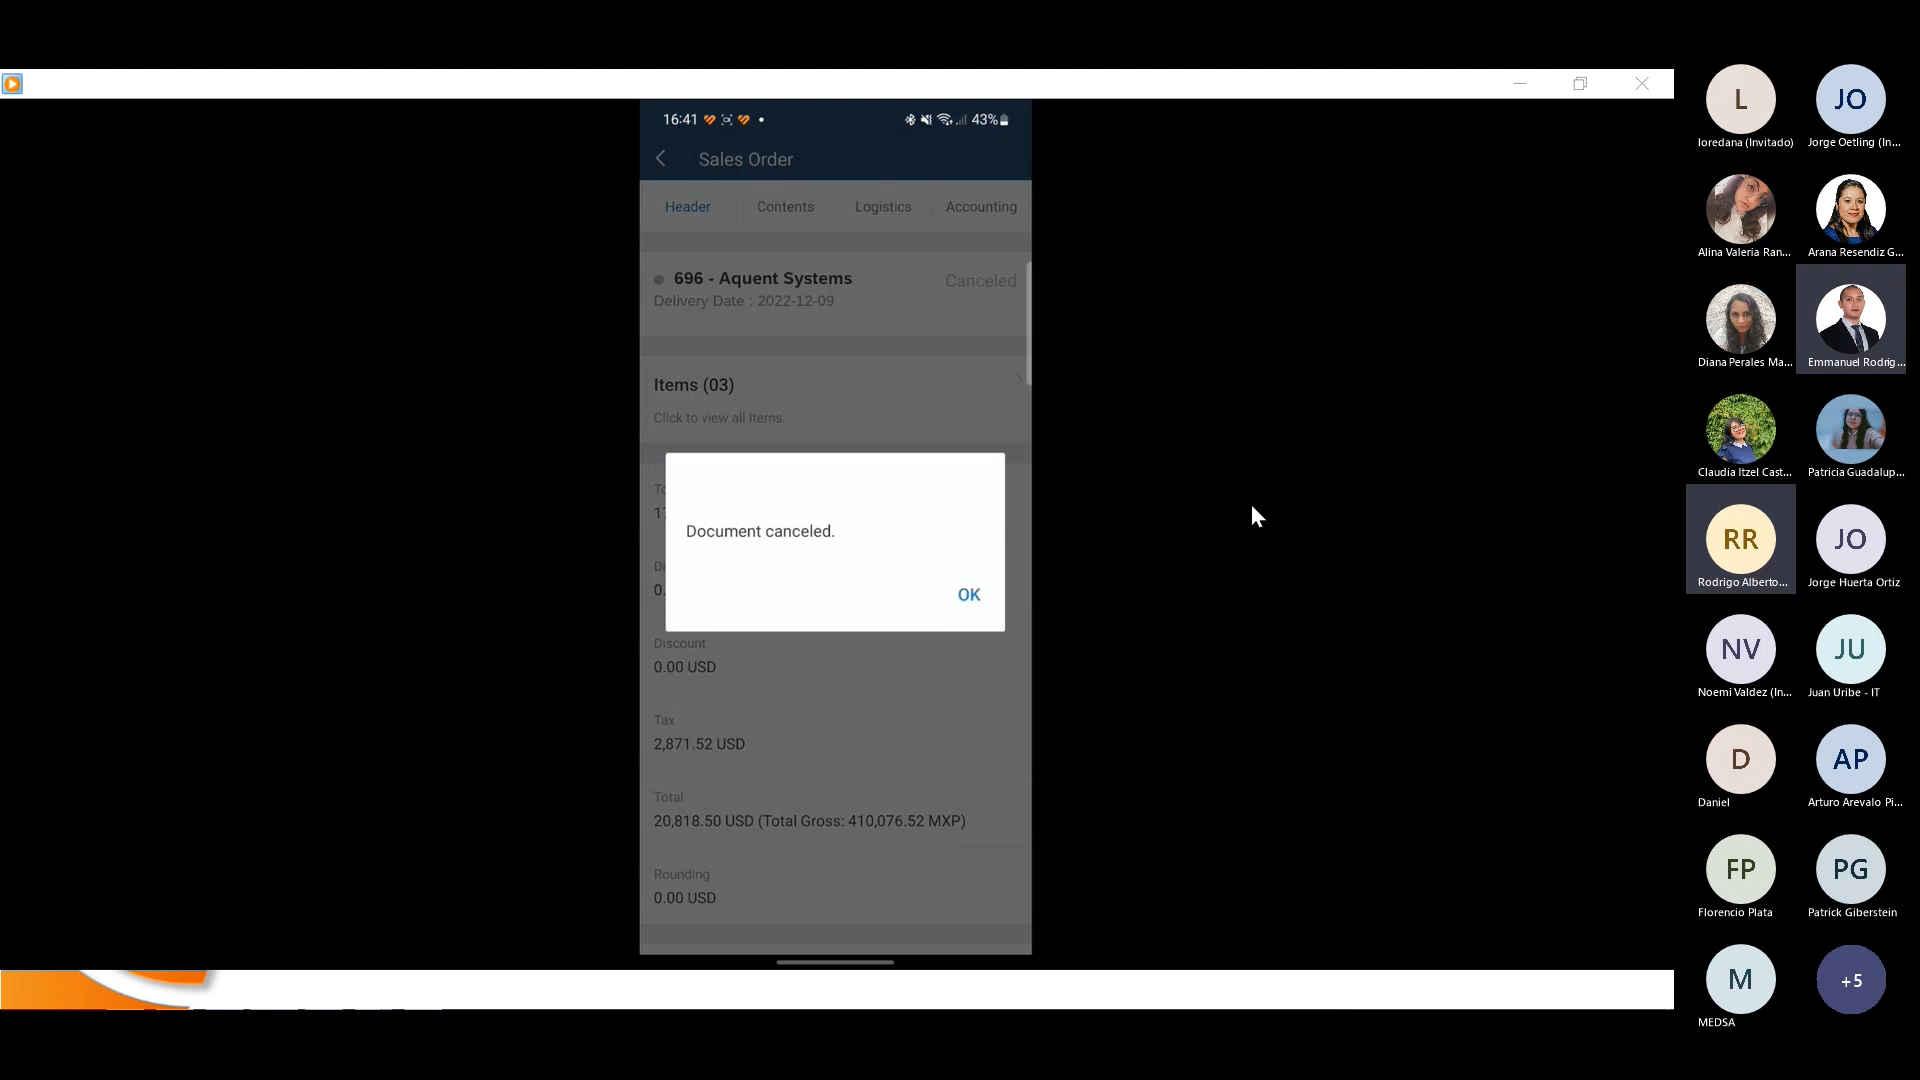 16:41
43%
Sales Order
Header Contents Logistics Accounting
696 - Aquent Systems
Canceled
Delivery Date : 2022-12-09
Items (03)
Click to view all Items.
Document canceled.
OK
Discount
0.00 USD
Tax
2,871.52 USD
Total
20,818.50 USD (Total Gross: 410,076.52 MXP)
Rounding
0.00 USD
L
loredana (Invitado)
JO
Jorge Oetling (In...
Alina Valeria Ran...
Arana Resendiz G...
Diana Perales Ma...
Emmanuel Rodrig...
Claudia Itzel Cast...
Patricia Guadalup...
RR
Rodrigo Alberto...
JO
Jorge Huerta Ortiz
NV
Noemi Valdez (In...
JU
Juan Uribe - IT
D
Daniel
AP
Arturo Arevalo Pi...
FP
Florencio Plata
PG
Patrick Giberstein
M
MEDSA
+5